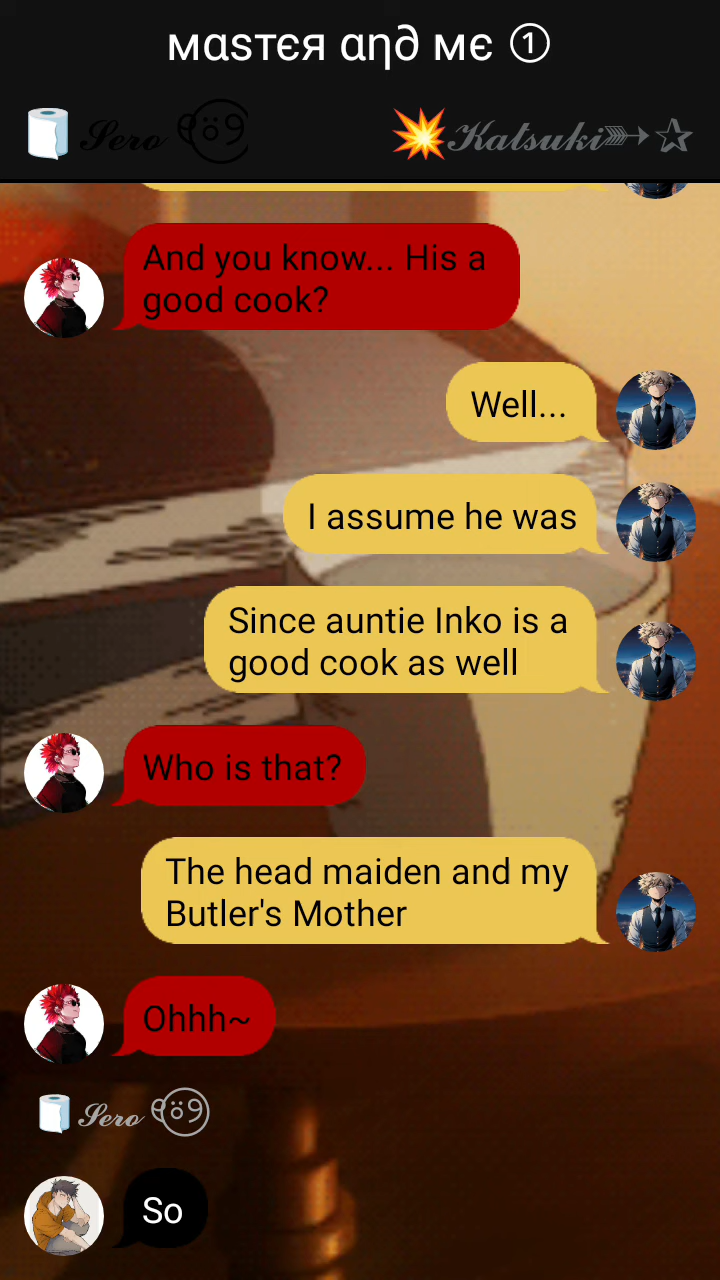 мαsтєя αη∂ мє ①
🧻 𝒮𝑒𝓇𝑜
💥𝒦𝒶𝓉𝓈𝓊𝓀𝒾➳☆
And you know... His a
good cook?
Well...
I assume he was
Since auntie Inko is a
good cook as well
Who is that?
The head maiden and my
Butler's Mother
Ohhh~
🧻 𝒮𝑒𝓇𝑜
So